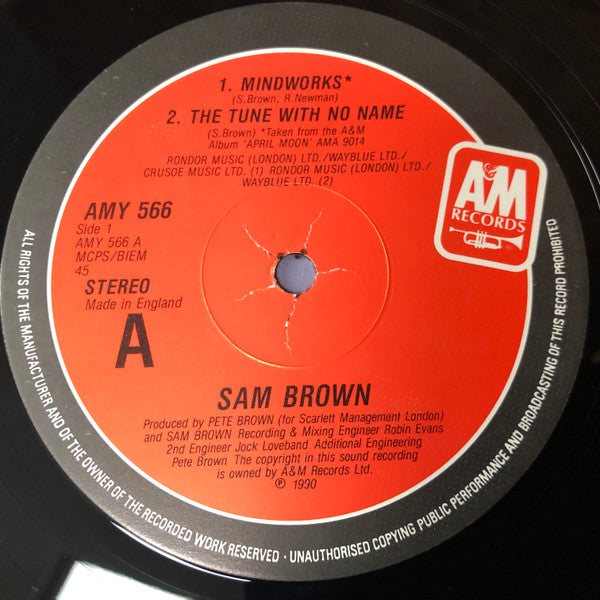 1. MINDWORKS*
(S.Brown, R.Newman)
2. THE TUNE WITH NO NAME
(S.Brown) *Taken from the A&M
Album 'APRIL MOON' AMA 9014
RONDOR MUSIC (LONDON) LTD./WAYBLUE LTD./
CRUSOE MUSIC LTD. (1) RONDOR MUSIC (LONDON) LTD./
WAYBLUE LTD. (2)
A&M
RECORDS
AMY 566
Side 1
AMY 566 A
MCPS/BIEM
45
STEREO
Made in England
A
SAM BROWN
Produced by PETE BROWN (for Scarlett Management London)
and SAM BROWN Recording & Mixing Engineer Robin Evans
2nd Engineer Jock Loveband Additional Engineering
Pete Brown. The copyright in this sound recording
is owned by A&M Records Ltd.
℗ 1990
ALL RIGHTS OF THE MANUFACTURER AND OF THE OWNER OF THE RECORDED WORK RESERVED · UNAUTHORISED COPYING PUBLIC PERFORMANCE AND BROADCASTING OF THIS RECORD PROHIBITED